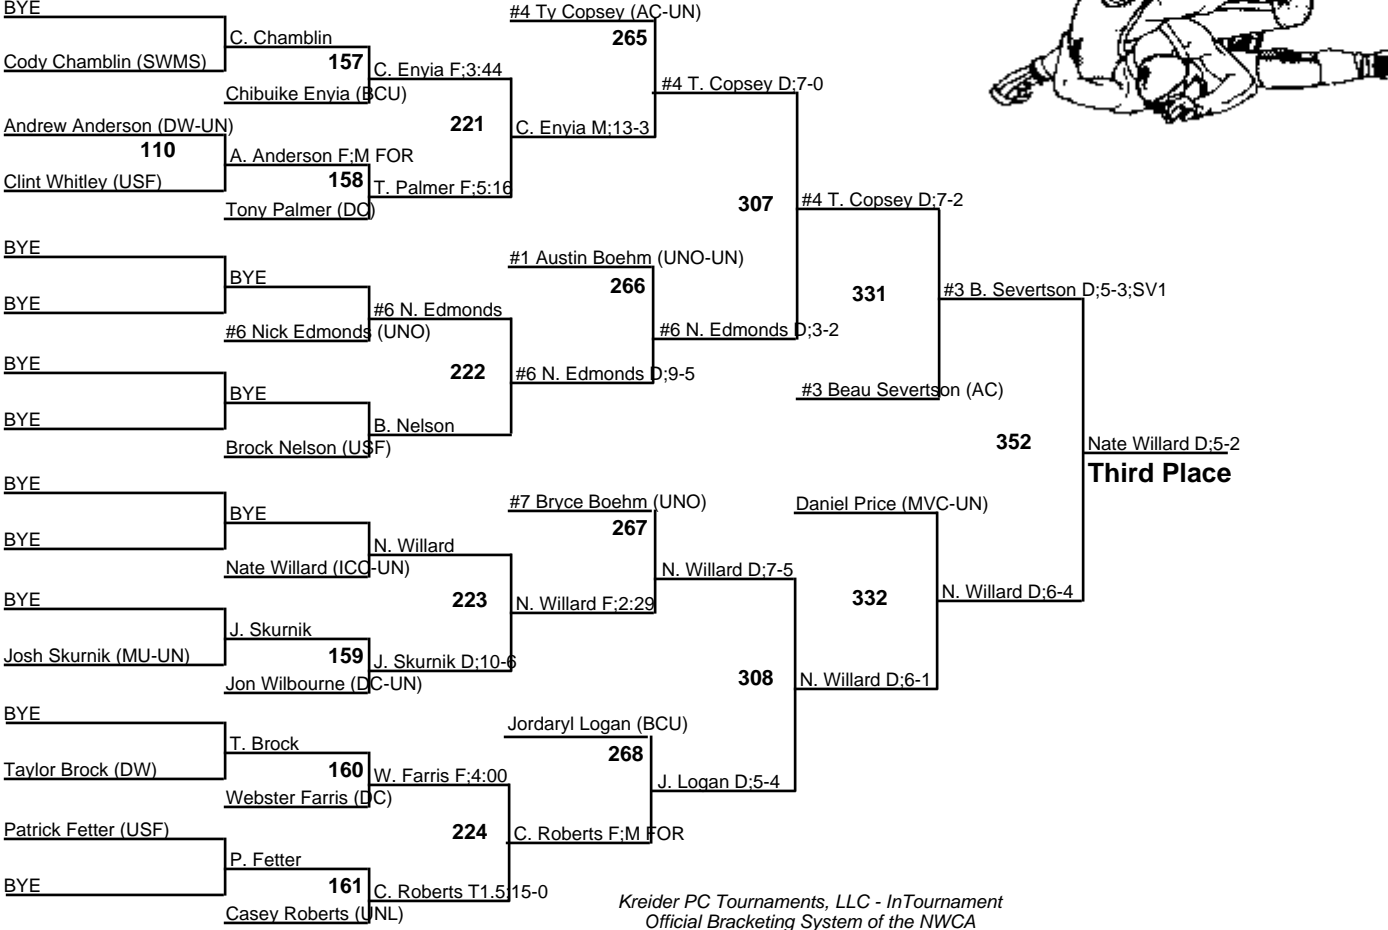 BYE
Cody Chamblin (SWMS)
C. Chamblin
157
Chibuike Enyia (BCU)
C. Enyia F;3:44
Andrew Anderson (DW-UN)
110
Clint Whitley (USF)
A. Anderson F;M FOR
158
Tony Palmer (DC)
T. Palmer F;5:16
221
C. Enyia M;13-3
#4 Ty Copsey (AC-UN)
265
#4 T. Copsey D;7-0
BYE
BYE
BYE
#6 Nick Edmonds (UNO)
#6 N. Edmonds
BYE
BYE
BYE
Brock Nelson (USF)
B. Nelson
222
#6 N. Edmonds D;9-5
#1 Austin Boehm (UNO-UN)
266
#6 N. Edmonds D;3-2
307
#4 T. Copsey D;7-2
331
#3 Beau Severtson (AC)
#3 B. Severtson D;5-3;SV1
352
Nate Willard D;5-2
Third Place
BYE
BYE
BYE
Nate Willard (ICC-UN)
N. Willard
BYE
Josh Skurnik (MU-UN)
J. Skurnik
159
Jon Wilbourne (DC-UN)
J. Skurnik D;10-6
223
N. Willard F;2:29
#7 Bryce Boehm (UNO)
267
N. Willard D;7-5
BYE
Taylor Brock (DW)
T. Brock
160
Webster Farris (DC)
W. Farris F;4:00
Patrick Fetter (USF)
BYE
P. Fetter
161
Casey Roberts (UNL)
C. Roberts T1.5;15-0
224
C. Roberts F;M FOR
Jordaryl Logan (BCU)
268
J. Logan D;5-4
308
N. Willard D;6-1
Daniel Price (MVC-UN)
332
N. Willard D;6-4
Kreider PC Tournaments, LLC - InTournament
Official Bracketing System of the NWCA